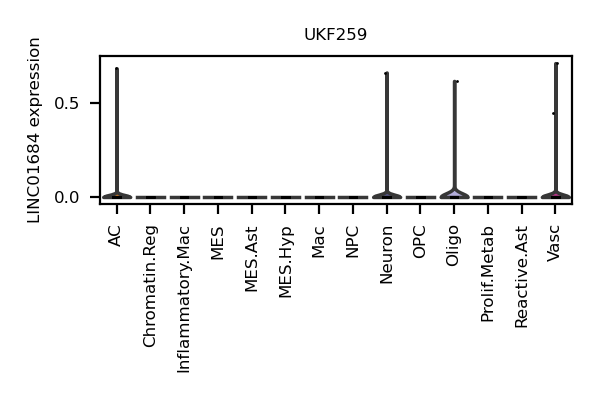 UKF259
LINC01684 expression
0.5
0.0
AC
Chromatin.Reg
Inflammatory.Mac
MES
MES.Ast
MES.Hyp
Mac
NPC
Neuron
OPC
Oligo
Prolif.Metab
Reactive.Ast
Vasc